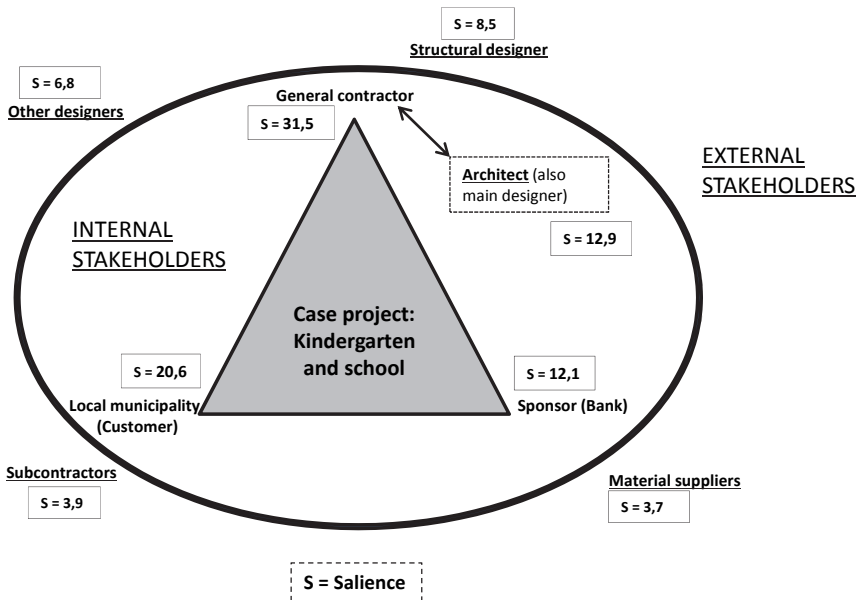 S = 8,5
Structural designer
S = 6,8
Other designers
General contractor
S = 31,5
Architect (also
main designer)
S = 12,9
EXTERNAL
STAKEHOLDERS
INTERNAL
STAKEHOLDERS
Case project:
Kindergarten
and school
S = 20,6
Local municipality
(Customer)
S = 12,1
Sponsor (Bank)
Subcontractors
S = 3,9
Material suppliers
S = 3,7
S = Salience